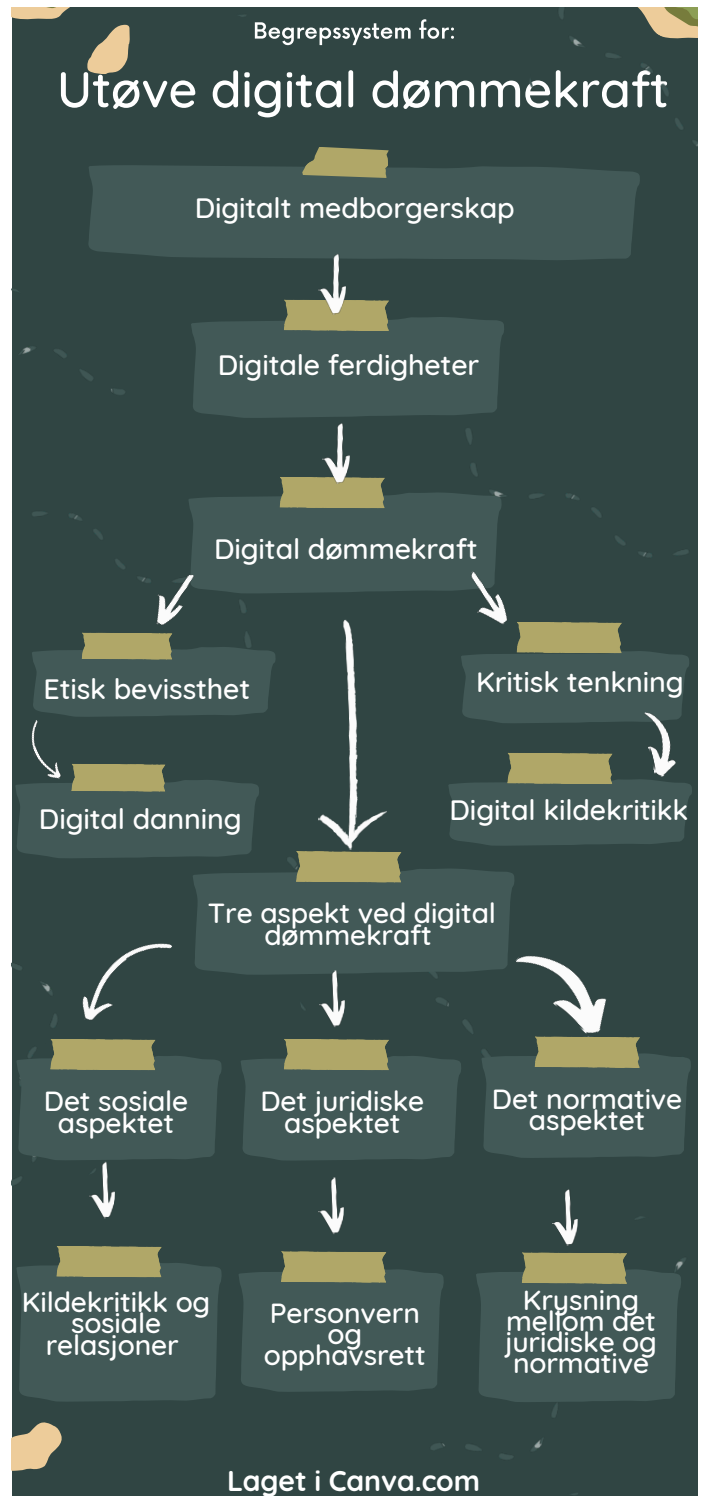 Begrepssystem for:
Utøve digital dømmekraft
Digitalt medborgerskap
Digitale ferdigheter
Digital dømmekraft
Etisk bevissthet
Kritisk tenkning
Digital danning
Digital kildekritikk
Tre aspekt ved digital
dømmekraft
Det sosiale
aspektet
Det juridiske
aspektet
Det normative
aspektet
Kildekritikk og
sosiale
relasjoner
Personvern
og
opphavsrett
Krysning
mellom det
juridiske og
normative
Laget i Canva.com